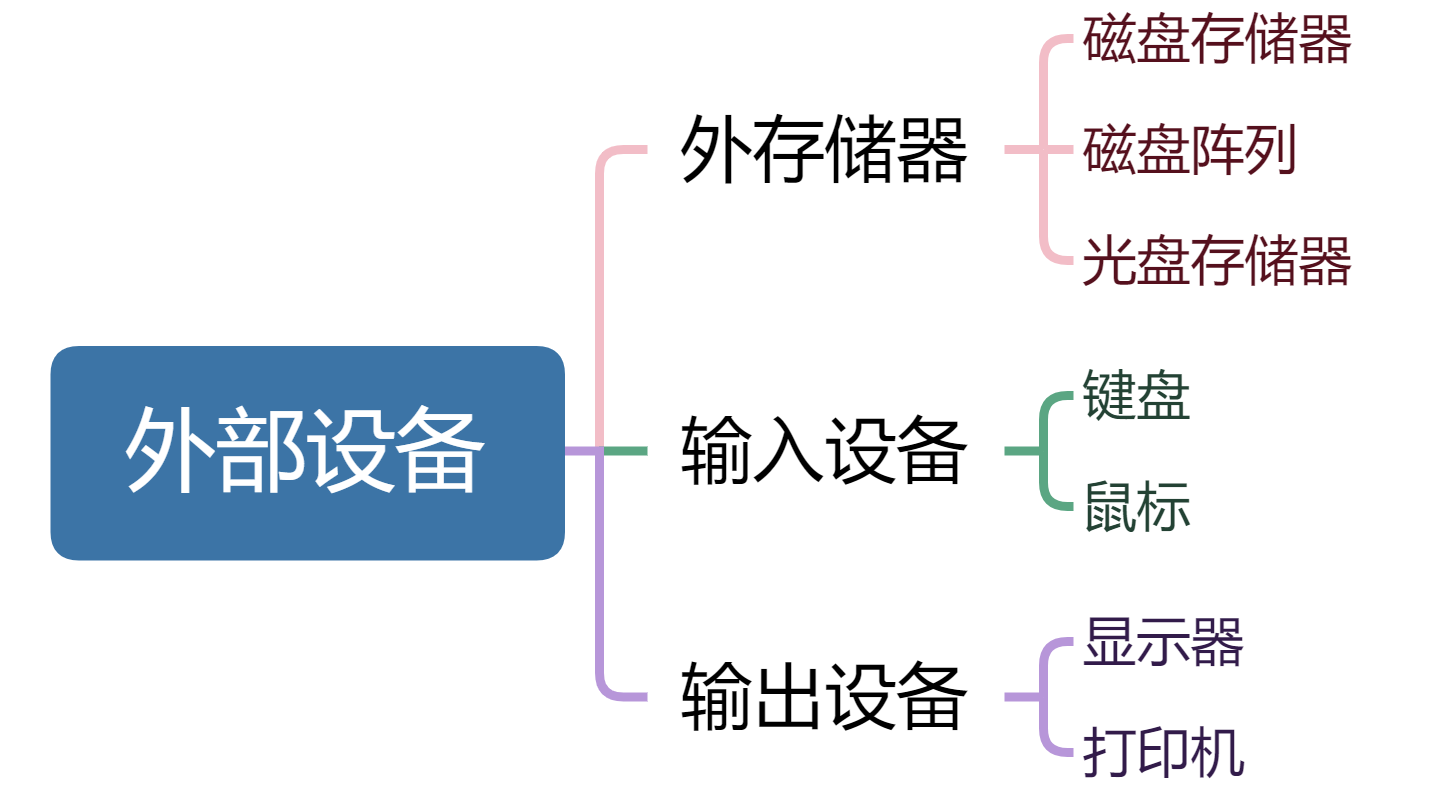 外部设备
外存储器
磁盘存储器
磁盘阵列
光盘存储器
输入设备
键盘
鼠标
输出设备
显示器
打印机